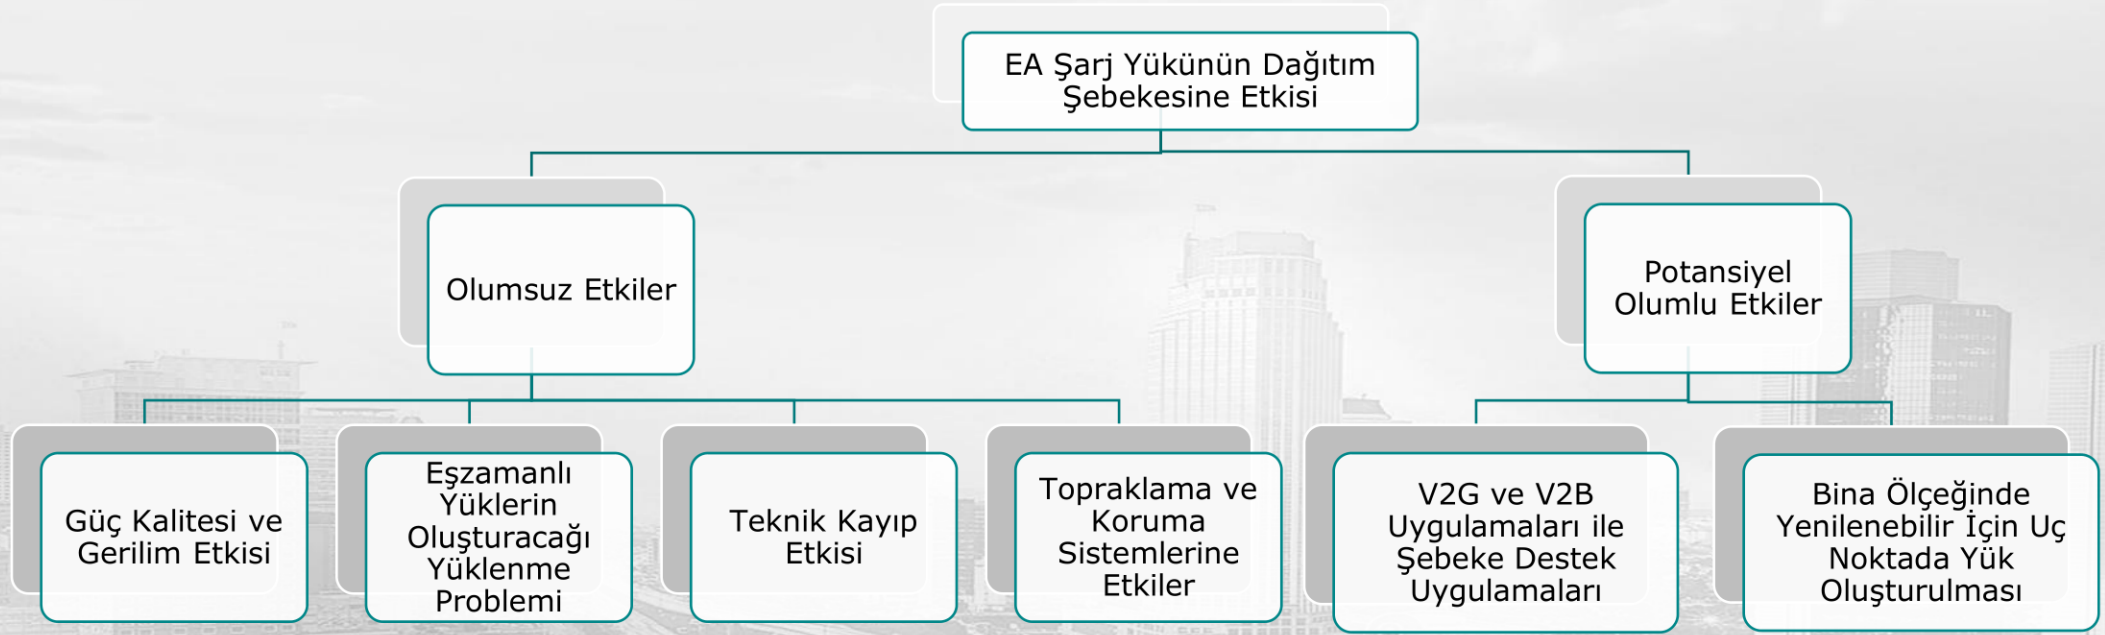 EA Şarj Yükünün Dağıtım
Şebekesine Etkisi
Olumsuz Etkiler
Potansiyel
Olumlu Etkiler
Güç Kalitesi ve
Gerilim Etkisi
Eşzamanlı
Yüklerin
Oluşturacağı
Yüklenme
Problemi
Teknik Kayıp
Etkisi
Topraklama ve
Koruma
Sistemlerine
Etkiler
V2G ve V2B
Uygulamaları ile
Şebeke Destek
Uygulamaları
Bina Ölçeğinde
Yenilenebilir İçin Uç
Noktada Yük
Oluşturulması